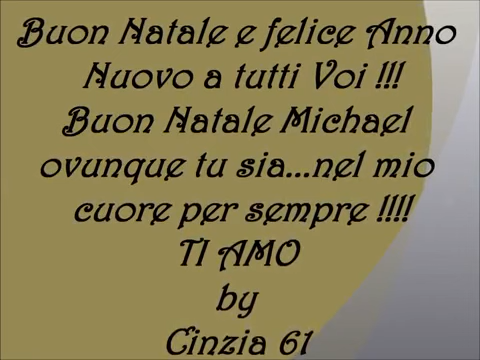 Buon Natale e felice Anno
Nuovo a tutti Voi !!!
Buon Natale Michael
ovunque tu sia...nel mio
cuore per sempre !!!!
TI AMO
by
Cinzia 61